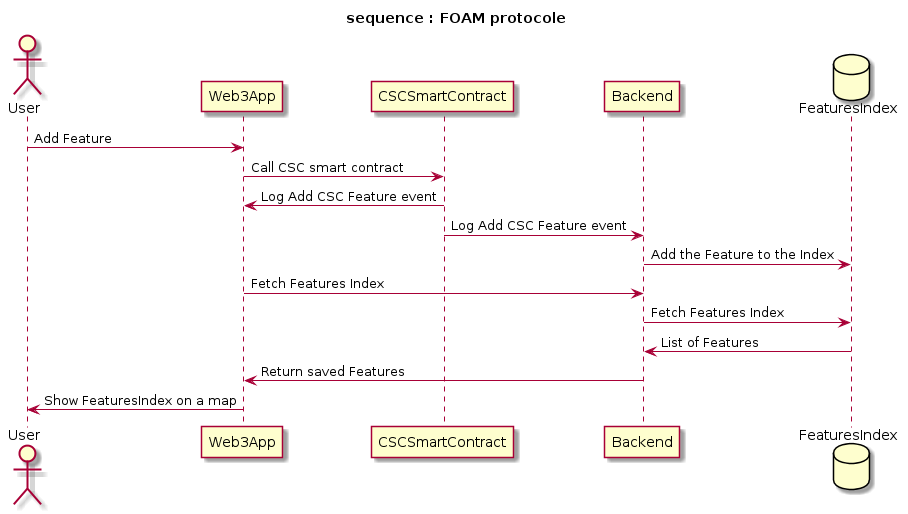 sequence : FOAM protocole
User
Web3App
CSCSmartContract
Backend
FeaturesIndex
Add Feature
Call CSC smart contract
Log Add CSC Feature event
Log Add CSC Feature event
Add the Feature to the Index
Fetch Features Index
Fetch Features Index
List of Features
Return saved Features
Show FeaturesIndex on a map
User
Web3App
CSCSmartContract
Backend
FeaturesIndex